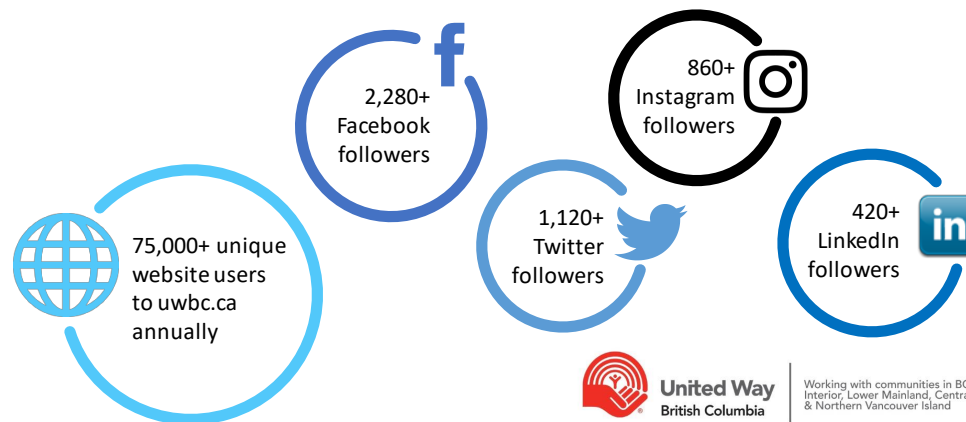 2,280+
Facebook
followers
860+
Instagram
followers
75,000+ unique
website users
to uwbc.ca
annually
1,120+
Twitter
followers
420+
LinkedIn
followers
in
United Way
British Columbia
Working with communities in
Interior, Lower Mainland,
& Northern Vancouver Island